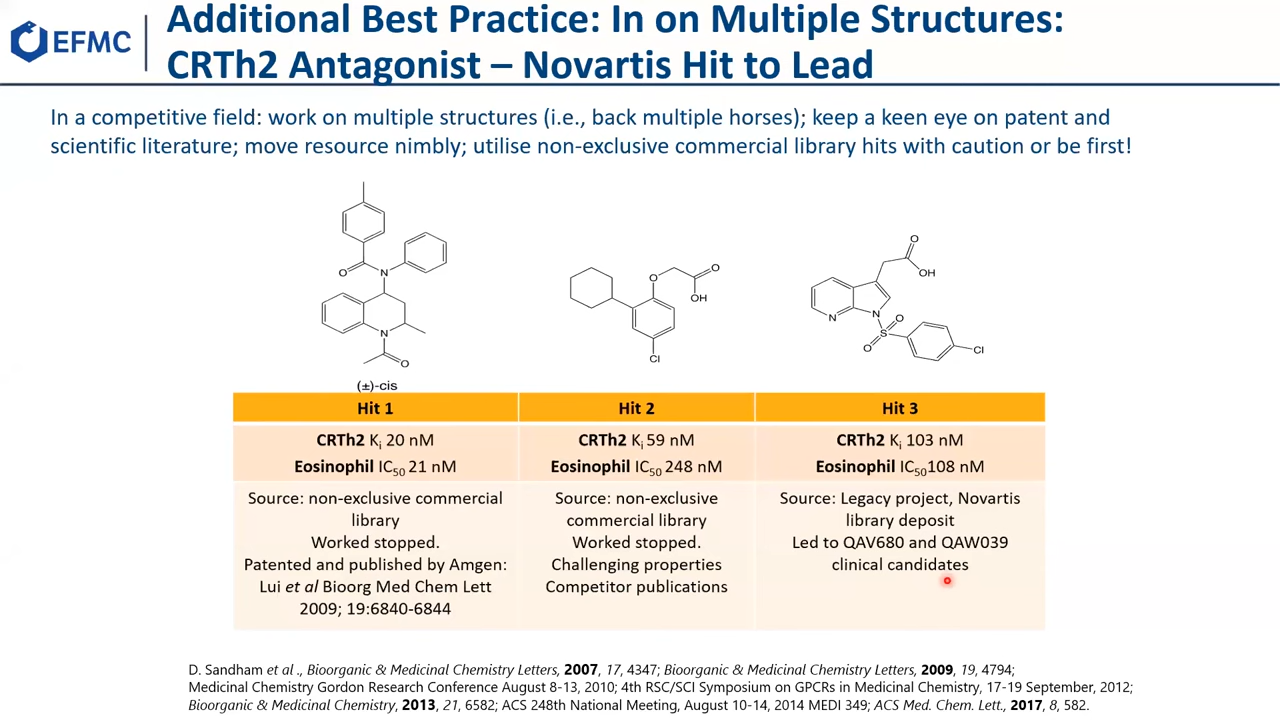 EFMC
Additional Best Practice: In on Multiple Structures:
CRTh2 Antagonist – Novartis Hit to Lead
In a competitive field: work on multiple structures (i.e., back multiple horses); keep a keen eye on patent and
scientific literature; move resource nimbly; utilise non-exclusive commercial library hits with caution or be first!
O
N
N
O
(±)-cis
O
O
OH
Cl
O
OH
N
N
S
O
O
Cl
Hit 1
Hit 2
Hit 3
CRTh2 Ki 20 nM
Eosinophil IC50 21 nM
CRTh2 Ki 59 nM
Eosinophil IC50 248 nM
CRTh2 Ki 103 nM
Eosinophil IC50108 nM
Source: non-exclusive commercial
library
Worked stopped.
Patented and published by Amgen:
Lui et al Bioorg Med Chem Lett
2009; 19:6840-6844
Source: non-exclusive
commercial library
Worked stopped.
Challenging properties
Competitor publications
Source: Legacy project, Novartis
library deposit
Led to QAV680 and QAW039
clinical candidates
D. Sandham et al ., Bioorganic & Medicinal Chemistry Letters, 2007, 17, 4347; Bioorganic & Medicinal Chemistry Letters, 2009, 19, 4794;
Medicinal Chemistry Gordon Research Conference August 8-13, 2010; 4th RSC/SCI Symposium on GPCRs in Medicinal Chemistry, 17-19 September, 2012;
Bioorganic & Medicinal Chemistry, 2013, 21, 6582; ACS 248th National Meeting, August 10-14, 2014 MEDI 349; ACS Med. Chem. Lett., 2017, 8, 582.